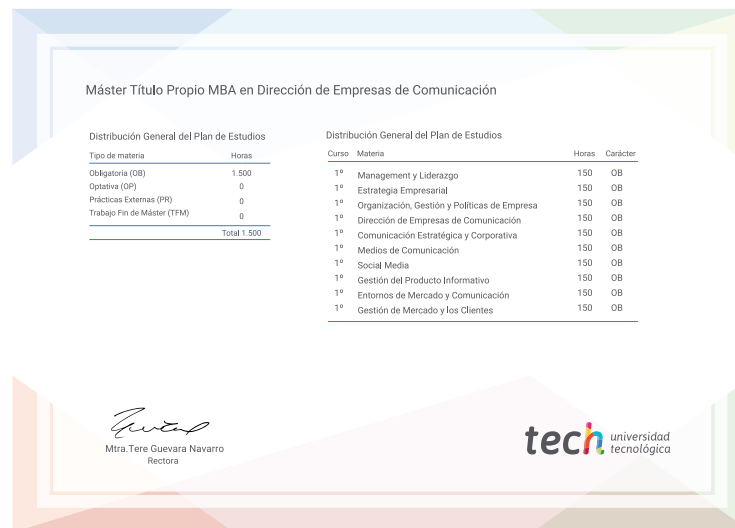 Máster Título Propio MBA en Dirección de Empresas de Comunicación
Distribución General del Plan de Estudios
Tipo de materia Horas
Obligatoria (OB) 1.500
Optativa (OP) 0
Prácticas Externas (PR) 0
Trabajo Fin de Máster (TFM) 0
Total 1.500
Distribución General del Plan de Estudios
Curso Materia Horas Carácter
1º Management y Liderazgo 150 OB
1º Estrategia Empresarial 150 OB
1º Organización, Gestión y Políticas de Empresa 150 OB
1º Dirección de Empresas de Comunicación 150 OB
1º Comunicación Estratégica y Corporativa 150 OB
1º Medios de Comunicación 150 OB
1º Social Media 150 OB
1º Gestión del Producto Informativo 150 OB
1º Entornos de Mercado y Comunicación 150 OB
1º Gestión de Mercado y los Clientes 150 OB
Mtra.Tere Guevara Navarro
Rectora
tech universidad
tecnológica